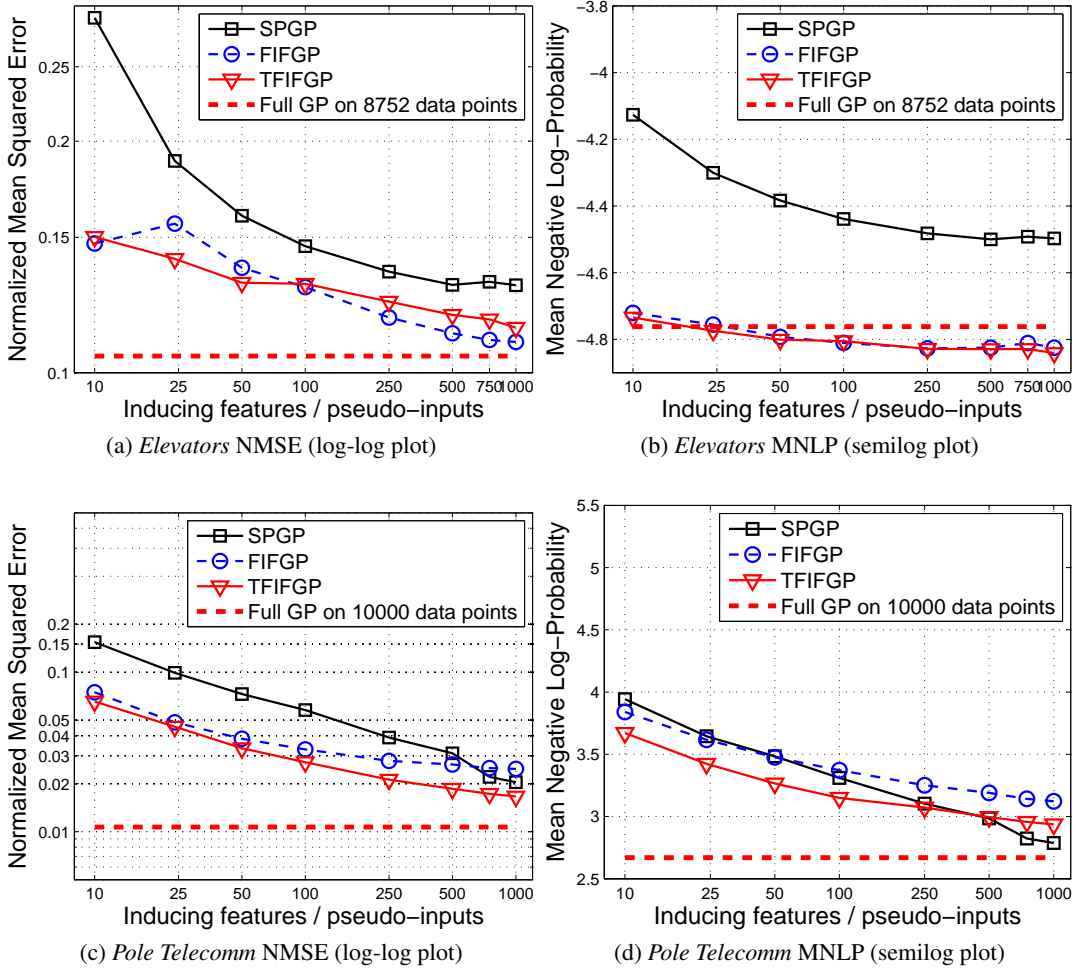 SPGP
FIFGP
TFIFGP
Full GP on 8752 data points
Normalized Mean Squared Error
0.25
0.2
0.15
0.1
10 25 50 100 250 500 750 1000
Inducing features / pseudo−inputs
(a) Elevators NMSE (log-log plot)
SPGP
FIFGP
TFIFGP
Full GP on 8752 data points
Mean Negative Log−Probability
−3.8
−4
−4.2
−4.4
−4.6
−4.8
10 25 50 100 250 500 750 1000
Inducing features / pseudo−inputs
(b) Elevators MNLP (semilog plot)
SPGP
FIFGP
TFIFGP
Full GP on 10000 data points
Normalized Mean Squared Error
0.2
0.15
0.1
0.05
0.04
0.03
0.02
0.01
10 25 50 100 250 500 1000
Inducing features / pseudo−inputs
(c) Pole Telecomm NMSE (log-log plot)
SPGP
FIFGP
TFIFGP
Full GP on 10000 data points
Mean Negative Log−Probability
5.5
5
4.5
4
3.5
3
2.5
10 25 50 100 250 500 1000
Inducing features / pseudo−inputs
(d) Pole Telecomm MNLP (semilog plot)